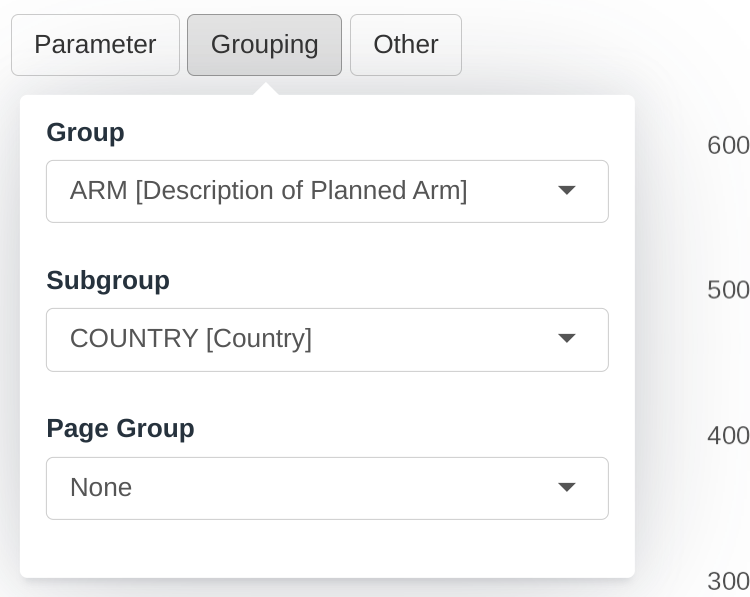 Parameter Grouping Other
Group
ARM [Description of Planned Arm]
Subgroup
COUNTRY [Country]
Page Group
None
600
500
400
300